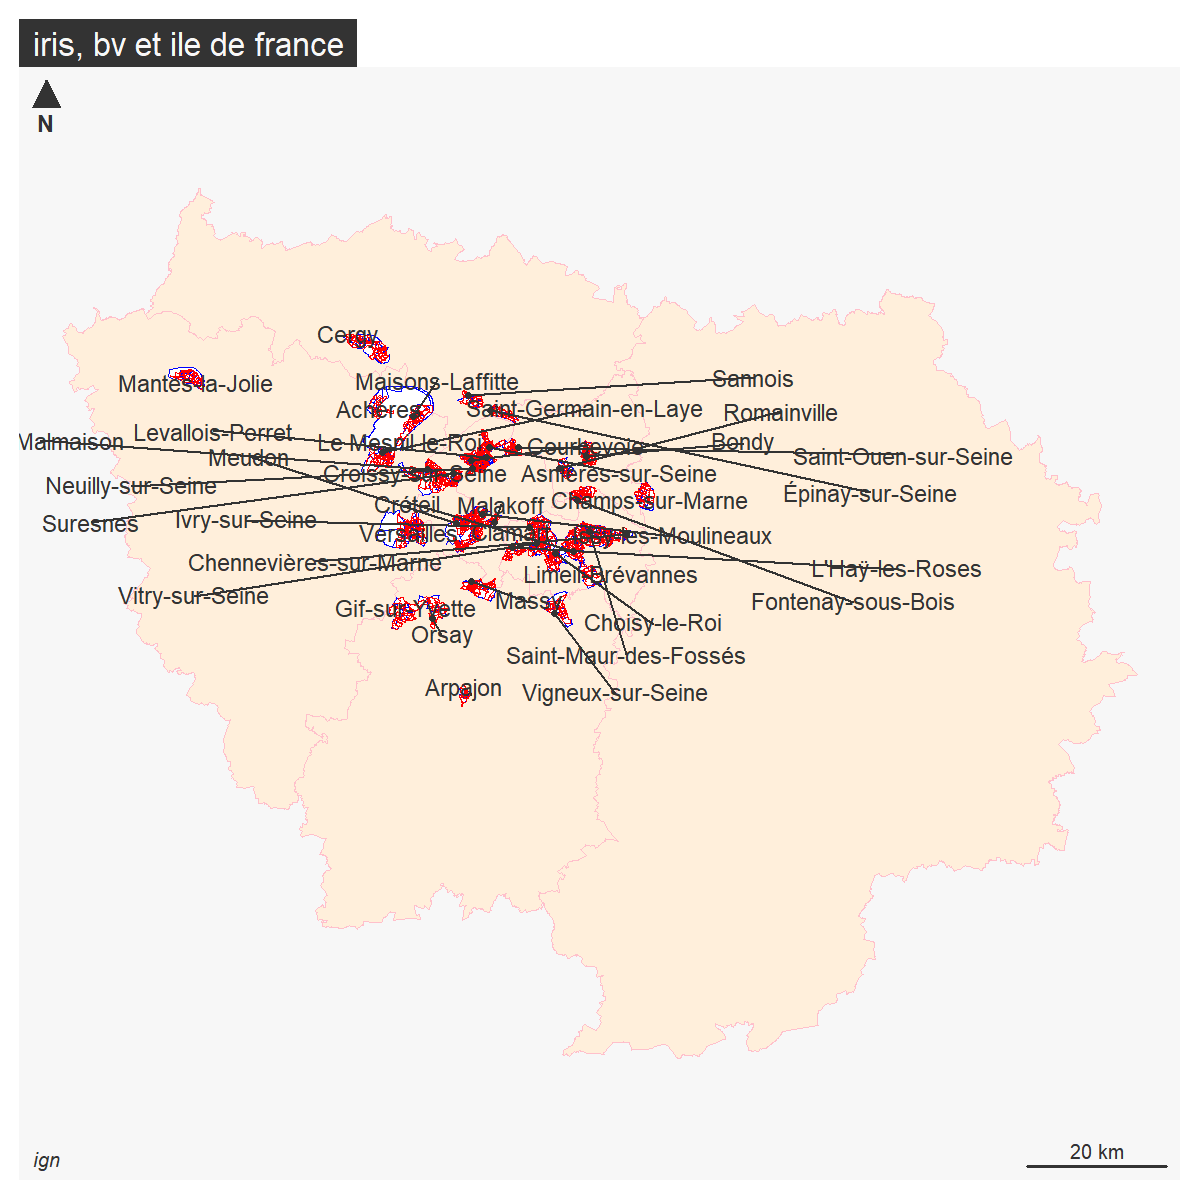 iris, bv et ile de france
N
Cergy
Mantes-la-Jolie
Maisons-Laffitte
Sannois
Achères
Saint-Germain-en-Laye
Romainville
Levallois-Perret
Malmaison
Le Mesnil-le-Roi
Courbevoie
Bondy
Meudon
Saint-Ouen-sur-Seine
Croissy-sur-Seine
Asnières-sur-Seine
Neuilly-sur-Seine
Épinay-sur-Seine
Champs-sur-Marne
Créteil
Malakoff
Suresnes
Ivry-sur-Seine
Versailles
Clamart
les-Moulineaux
Chennevières-sur-Marne
L'Haÿ-les-Roses
Limeil-Brévannes
Vitry-sur-Seine
Massy
Fontenay-sous-Bois
Gif-sur-Yvette
Choisy-le-Roi
Orsay
Saint-Maur-des-Fossés
Arpajon
Vigneux-sur-Seine
20 km
ign